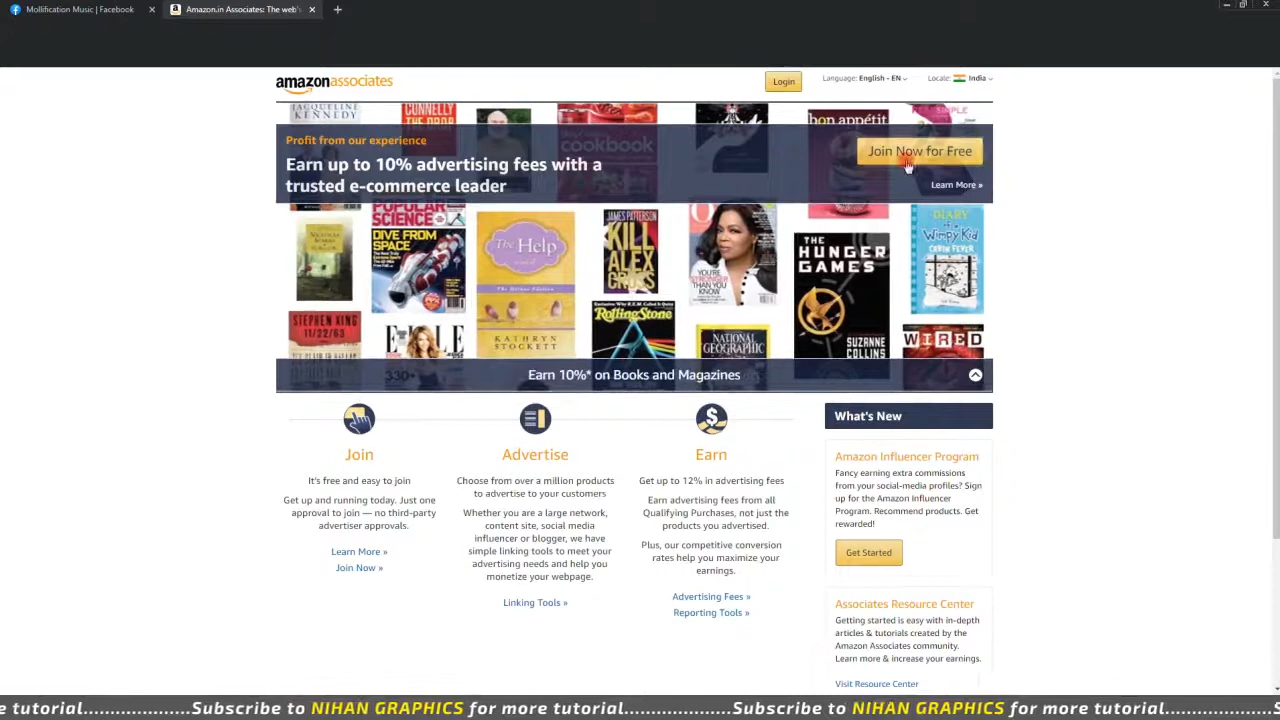 Mollification Music | Facebook
Amazon.in Associates: The web's
amazonassociates
Login
Language: English - EN
Locale: India
JACQUELINE
KENNEDY
CONNELLY
THE DROP
cookbook
bon appétit
SIMPLE
Profit from our experience
Earn up to 10% advertising fees with a
trusted e-commerce leader
Join Now for Free
Learn More »
POPULAR
SCIENCE
DIVE FROM
SPACE
The Help
JAMES PATTERSON
KILL
ALEX
CROSS
YOU'RE
STRONGER
THAN YOU
KNOW
THE
HUNGER
GAMES
SUZANNE
COLLINS
DIARY
of a
Wimpy Kid
CABIN FEVER
STEPHEN KING
11/22/63
ELLE
330+
KATHRYN
STOCKETT
RollingStone
NATIONAL
GEOGRAPHIC
WIRED
Earn 10%* on Books and Magazines
Join
It's free and easy to join
Get up and running today. Just one
approval to join — no third-party
advertiser approvals.
Learn More »
Join Now »
Advertise
Choose from over a million products
to advertise to your customers
Whether you are a large network,
content site, social media
influencer or blogger, we have
simple linking tools to meet your
advertising needs and help you
monetize your webpage.
Linking Tools »
Earn
Get up to 12% in advertising fees
Earn advertising fees from all
Qualifying Purchases, not just the
products you advertised.
Plus, our competitive conversion
rates help you maximize your
earnings.
Advertising Fees »
Reporting Tools »
What's New
Amazon Influencer Program
Fancy earning extra commissions
from your social-media profiles? Sign
up for the Amazon Influencer
Program. Recommend products. Get
rewarded!
Get Started
Associates Resource Center
Getting started is easy with in-depth
articles & tutorials created by the
Amazon Associates community.
Learn more & increase your earnings.
Visit Resource Center
e tutorial..................Subscribe to NIHAN GRAPHICS for more tutorial..................Subscribe to NIHAN GRAPHICS for more tutorial..................S